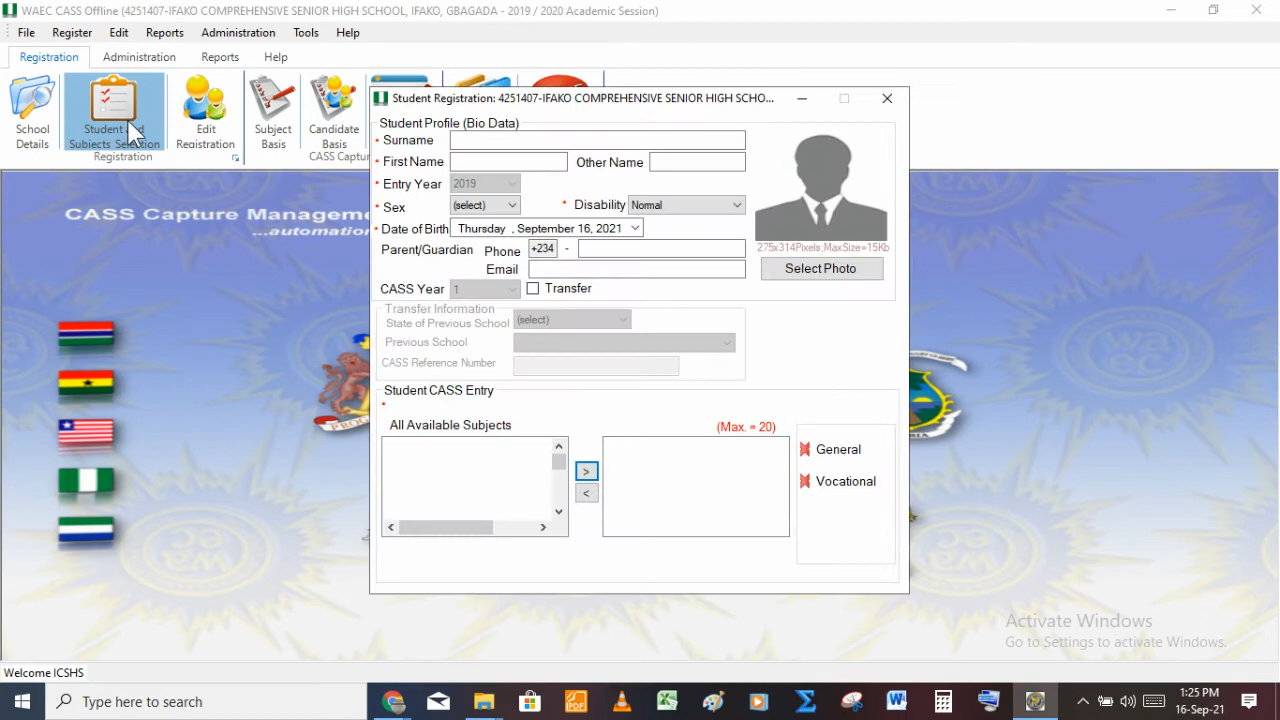 WAEC CASS Offline (4251407-IFAKO COMPREHENSIVE SENIOR HIGH SCHOOL, IFAKO, GBAGADA - 2019 / 2020 Academic Session)
File Register Edit Reports Administration Tools Help
Registration Administration Reports Help
School Details
Student and Subjects Selection
Edit Registration
Subject Basis
Candidate Basis
Registration
CASS Captu
CASS Capture Manageme
...automation
Student Registration: 4251407-IFAKO COMPREHENSIVE SENIOR HIGH SCHO...
Student Profile (Bio Data)
* Surname
* First Name Other Name
* Entry Year 2019
* Sex (select) * Disability Normal
* Date of Birth Thursday , September 16, 2021
Parent/Guardian Phone +234 -
Email
CASS Year 1 Transfer
275x314Pixels,MaxSize=15Kb
Select Photo
Transfer Information
State of Previous School (select)
Previous School
CASS Reference Number
Student CASS Entry
*
All Available Subjects (Max. = 20)
>
<
General
Vocational
Activate Windows
Go to Settings to activate Windows.
Welcome ICSHS
Type here to search
PDF
1:25 PM
16-Sep-21